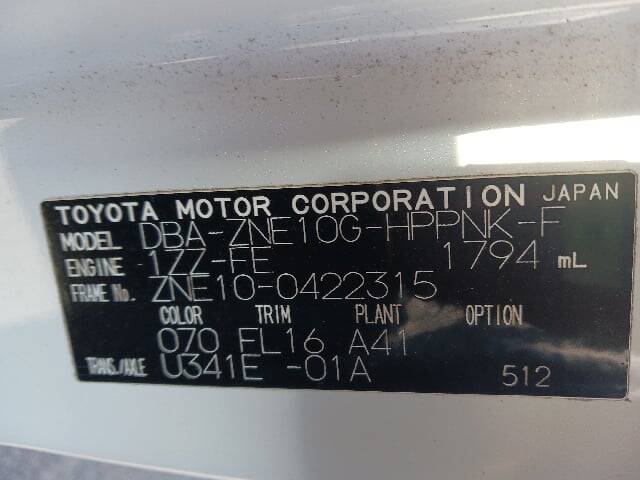 TOYOTA MOTOR CORPORATION JAPAN
MODEL DBA-ZNE10G-HPPNK-F
ENGINE 1ZZ-FE 1794 mL
FRAME No. ZNE10-0422315
COLOR TRIM PLANT OPTION
070 FL16 A41
TRANS./AXLE U341E -01A 512